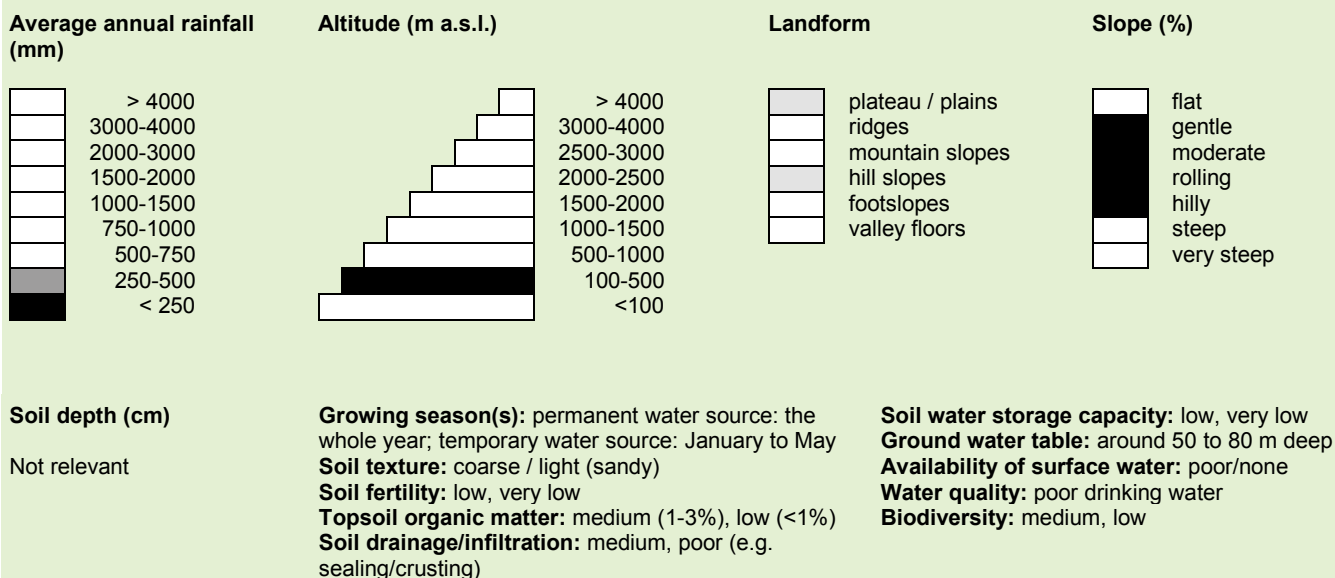 Average annual rainfall
(mm)
> 4000
3000-4000
2000-3000
1500-2000
1000-1500
750-1000
500-750
250-500
< 250
Altitude (m a.s.l.)
> 4000
3000-4000
2500-3000
2000-2500
1500-2000
1000-1500
500-1000
100-500
<100
Landform
plateau / plains
ridges
mountain slopes
hill slopes
footslopes
valley floors
Slope (%)
flat
gentle
moderate
rolling
hilly
steep
very steep
Soil depth (cm)
Not relevant
Growing season(s): permanent water source: the
whole year; temporary water source: January to May
Soil texture: coarse / light (sandy)
Soil fertility: low, very low
Topsoil organic matter: medium (1-3%), low (<1%)
Soil drainage/infiltration: medium, poor (e.g.
sealing/crusting)
Soil water storage capacity: low, very low
Ground water table: around 50 to 80 m deep
Availability of surface water: poor/none
Water quality: poor drinking water
Biodiversity: medium, low